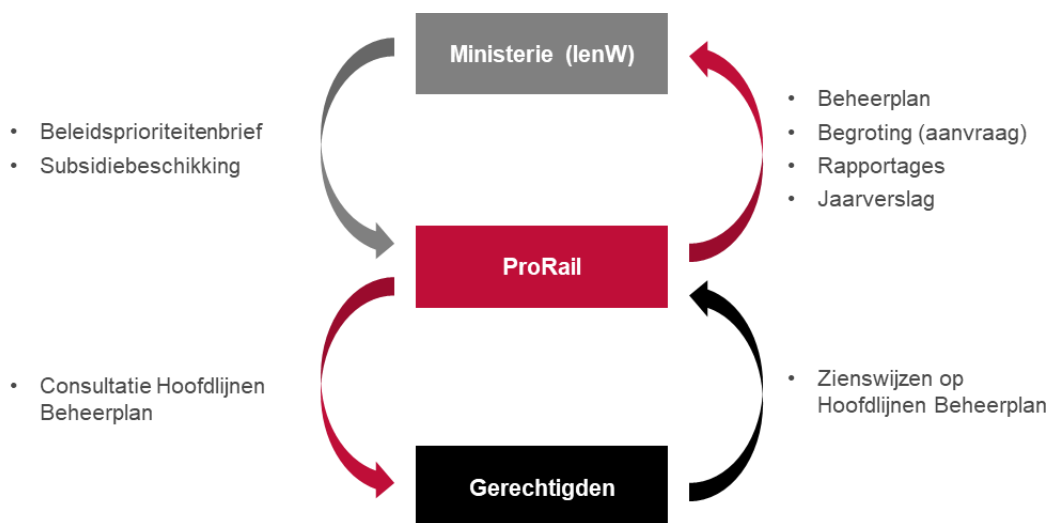 Ministerie (IenW)
• Beleidsprioriteitenbrief
• Subsidiebeschikking
• Beheerplan
• Begroting (aanvraag)
• Rapportages
• Jaarverslag
ProRail
• Consultatie Hoofdlijnen
Beheerplan
• Zienswijzen op
Hoofdlijnen Beheerplan
Gerechtigden